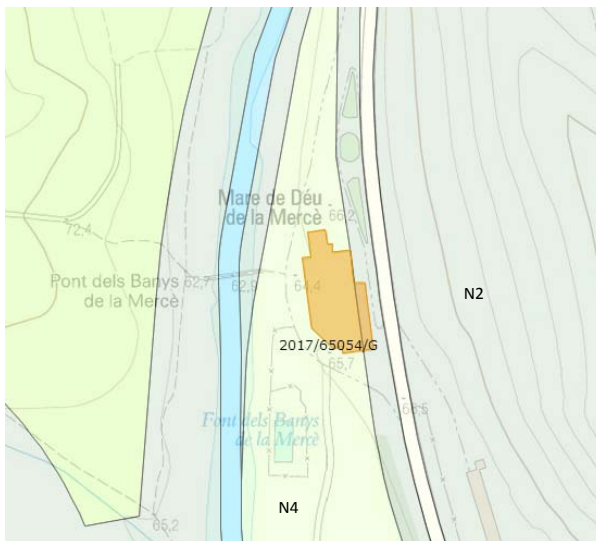 Mare de Déu
de la Mercè
66,2
72,4
Pont dels Banys
de la Mercè
62,7
62,9
64,4
N2
2017/65054/G
65,7
66,5
Font dels Banys
de la Mercè
N4
65,2